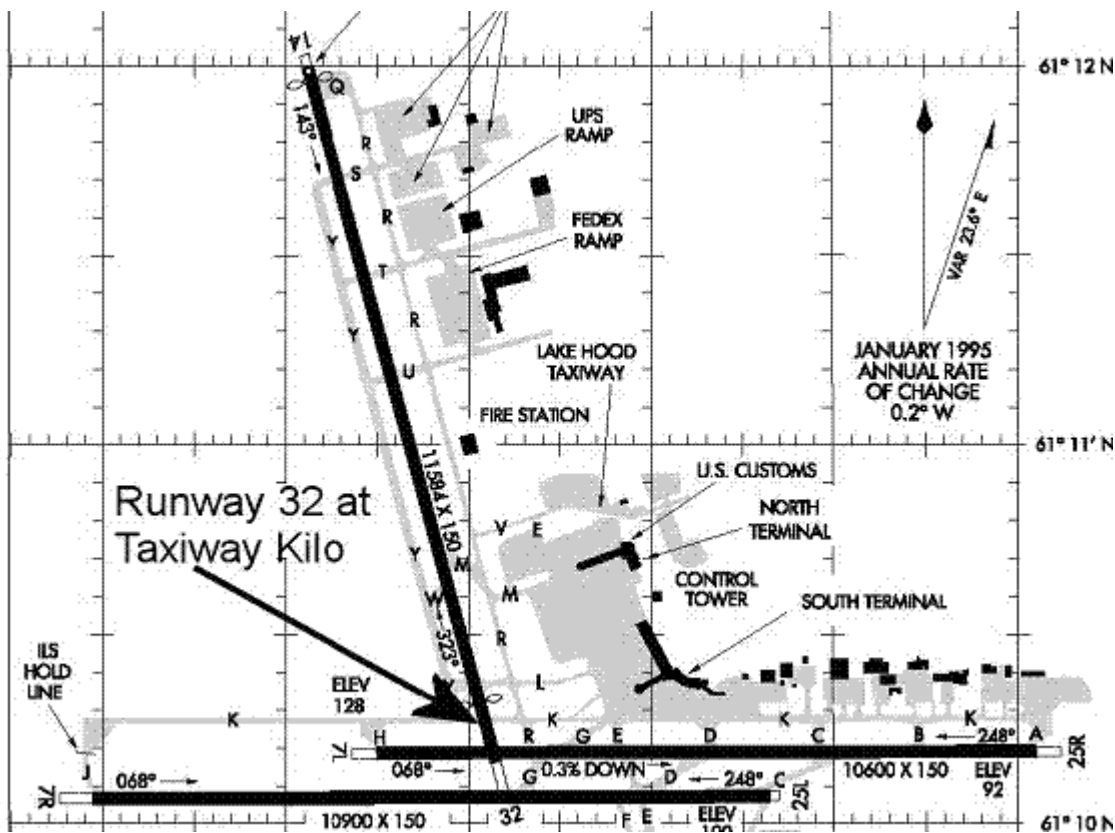 14
61° 12 N
Q
143°
R
UPS
RAMP
S
R
Y
FEDEX
RAMP
VAR 23.6° E
T
R
Y
Y
LAKE HOOD
TAXIWAY
JANUARY 1995
ANNUAL RATE
OF CHANGE
0.2° W
U
FIRE STATION
61° 11' N
11584 X 150
U.S. CUSTOMS
Runway 32 at
Taxiway Kilo
V E
NORTH
TERMINAL
Y
M
CONTROL
TOWER
W
M
SOUTH TERMINAL
323°
R
ILS
HOLD
LINE
ELEV
128
L
K
K
K
K
H
R G E D C B
248°
A
7L
25R
J
068°
068°
G
0.3% DOWN
D
248°
C
10600 X 150
ELEV
92
7R
25L
10900 X 150
32
F E
ELEV
61° 10 N